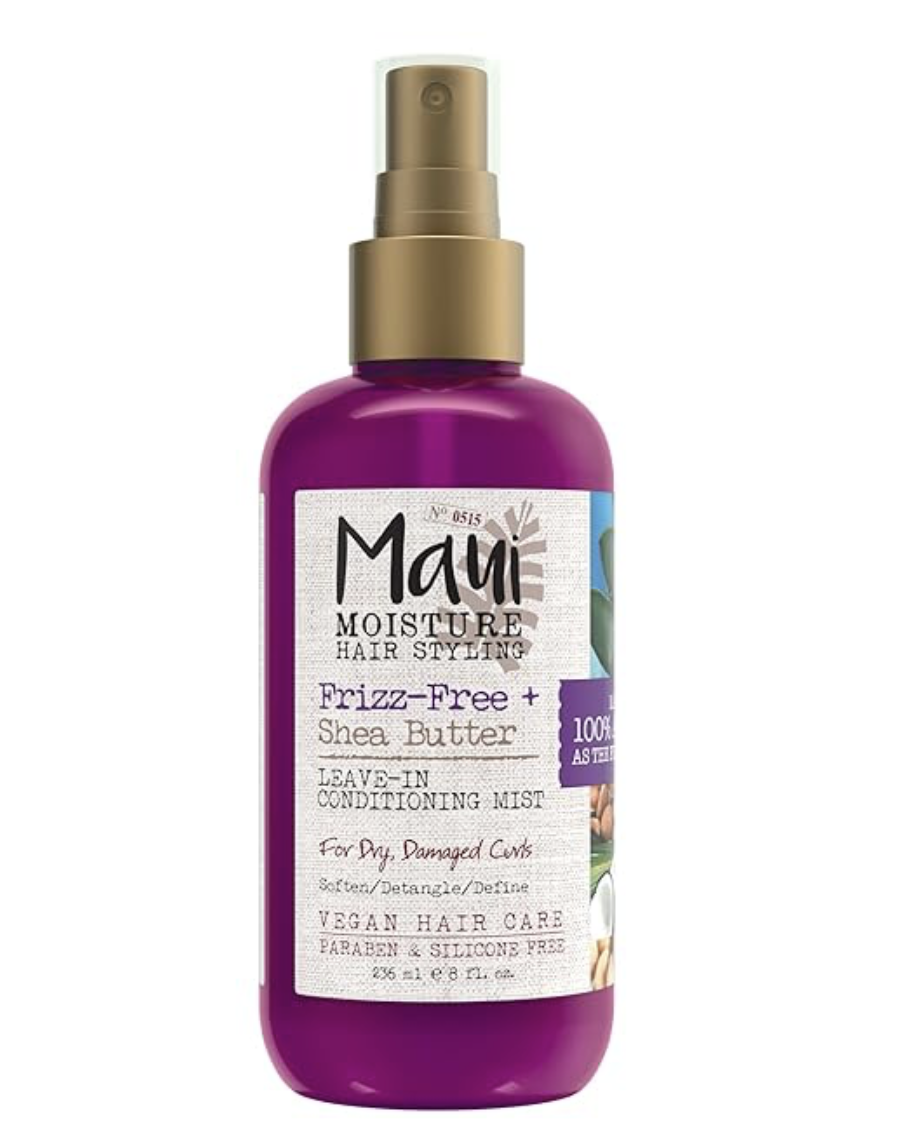 Nº 0515
Maui
MOISTURE
HAIR STYLING
Frizz-Free +
Shea Butter
LEAVE-IN
CONDITIONING MIST
For Dry, Damaged Curls
Soften/Detangle/Define
VEGAN HAIR CARE
PARABEN & SILICONE FREE
236 ml e 8 fl. oz.
100%
AS THE